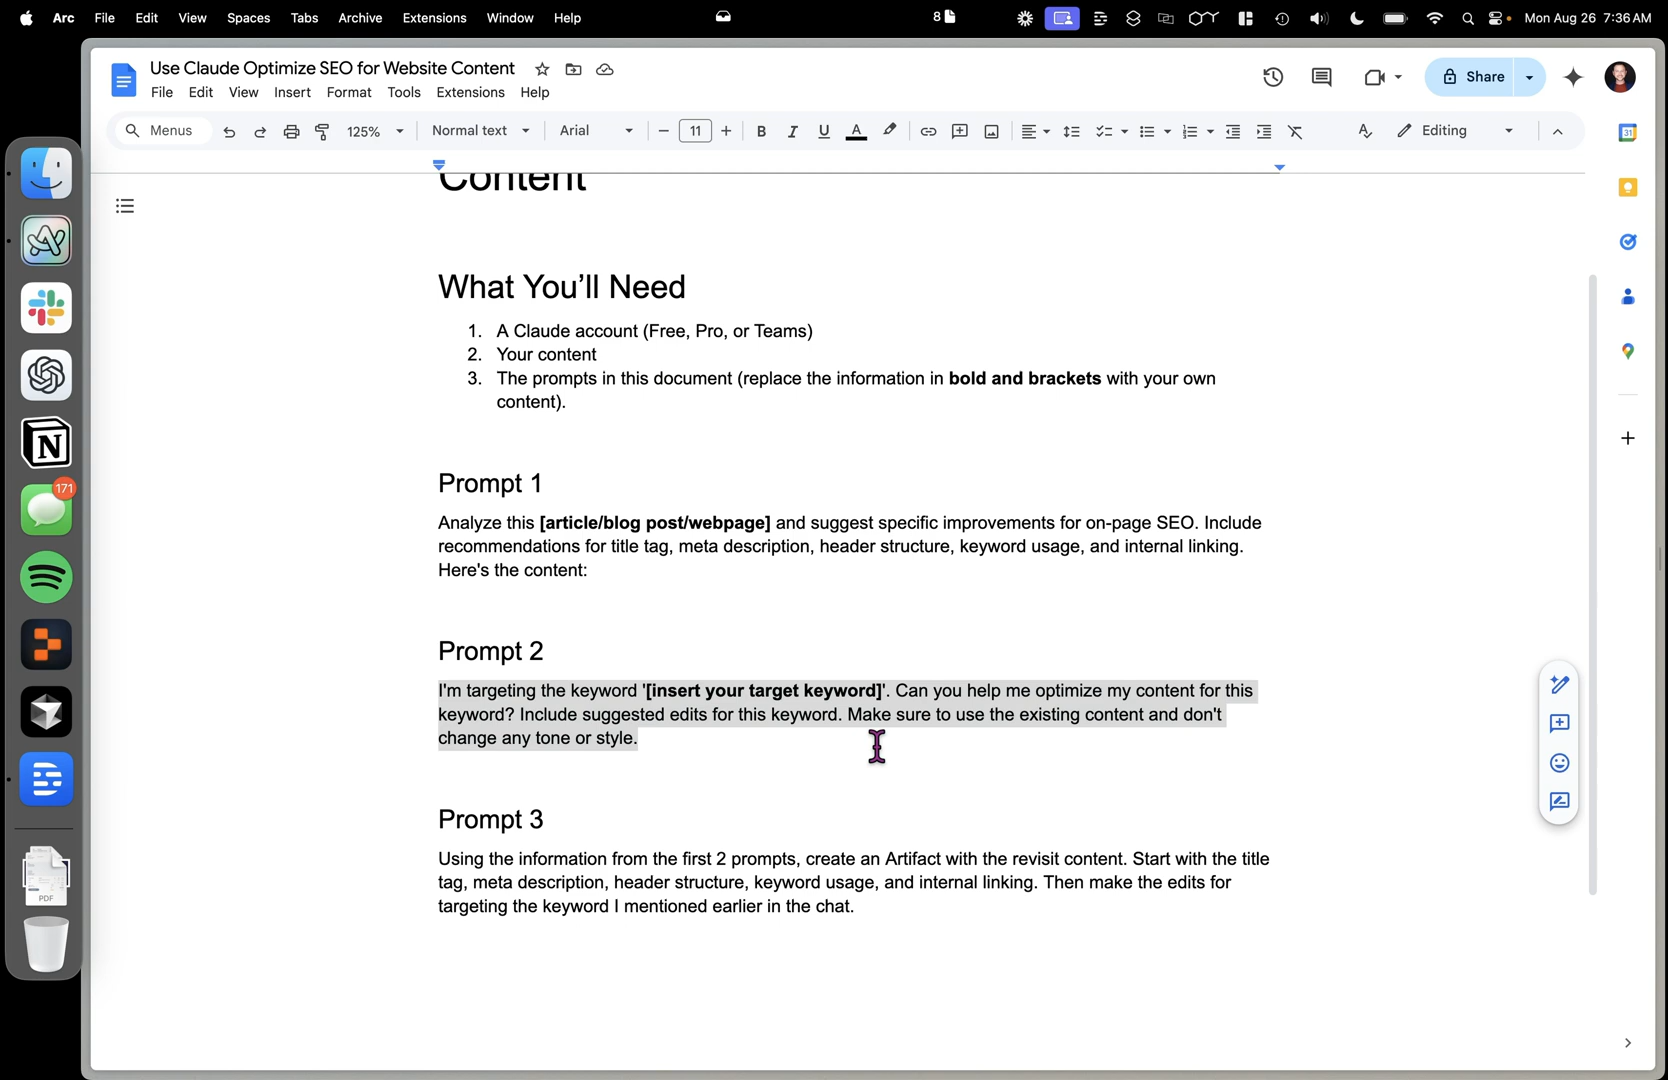 Arc File Edit View Spaces Tabs Archive Extensions Window Help 8 Mon Aug 26 7:36 AM
Use Claude Optimize SEO for Website Content
File Edit View Insert Format Tools Extensions Help
Share
Menus 125% Normal text Arial 11 B I U A Editing
31
Content
What You'll Need
1. A Claude account (Free, Pro, or Teams)
2. Your content
3. The prompts in this document (replace the information in bold and brackets with your own
content).
Prompt 1
Analyze this [article/blog post/webpage] and suggest specific improvements for on-page SEO. Include
recommendations for title tag, meta description, header structure, keyword usage, and internal linking.
Here's the content:
Prompt 2
I'm targeting the keyword '[insert your target keyword]'. Can you help me optimize my content for this
keyword? Include suggested edits for this keyword. Make sure to use the existing content and don't
change any tone or style.
Prompt 3
Using the information from the first 2 prompts, create an Artifact with the revisit content. Start with the title
tag, meta description, header structure, keyword usage, and internal linking. Then make the edits for
targeting the keyword I mentioned earlier in the chat.
N
171
PDF